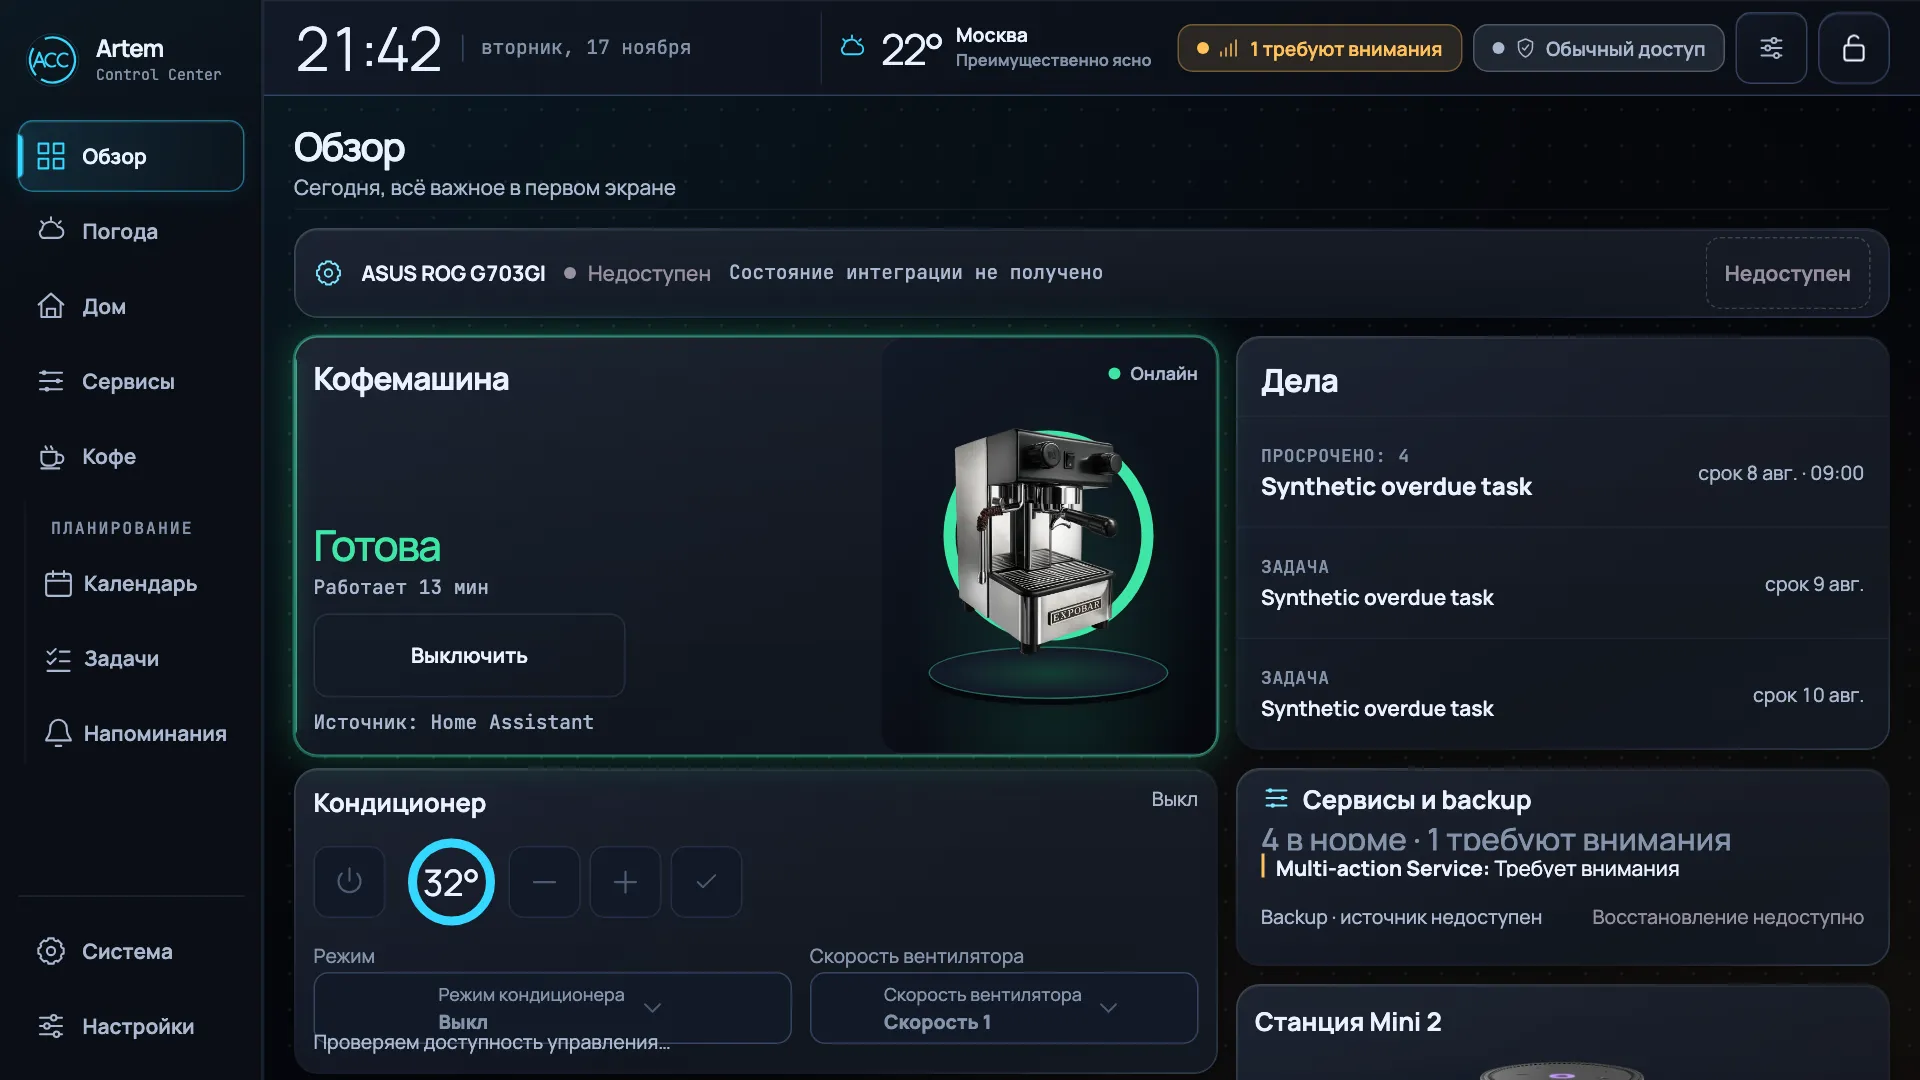 ACC
Artem
Control Center
Обзор
Погода
Дом
Сервисы
Кофе
ПЛАНИРОВАНИЕ
Календарь
Задачи
Напоминания
Система
Настройки
21:42
вторник, 17 ноября
22°
Москва
Преимущественно ясно
1 требуют внимания
Обычный доступ
Обзор
Сегодня, всё важное в первом экране
ASUS ROG G703GI
Недоступен
Состояние интеграции не получено
Недоступен
Кофемашина
Онлайн
Готова
Работает 13 мин
Выключить
Источник: Home Assistant
EXPOBAR
Дела
ПРОСРОЧЕНО: 4
Synthetic overdue task
срок 8 авг. · 09:00
ЗАДАЧА
Synthetic overdue task
срок 9 авг.
ЗАДАЧА
Synthetic overdue task
срок 10 авг.
Кондиционер
Выкл
32°
Режим
Режим кондиционера
Выкл
Скорость вентилятора
Скорость вентилятора
Скорость 1
Проверяем доступность управления…
Сервисы и backup
4 в норме · 1 требуют внимания
Multi-action Service: Требует внимания
Backup · источник недоступен
Восстановление недоступно
Станция Mini 2